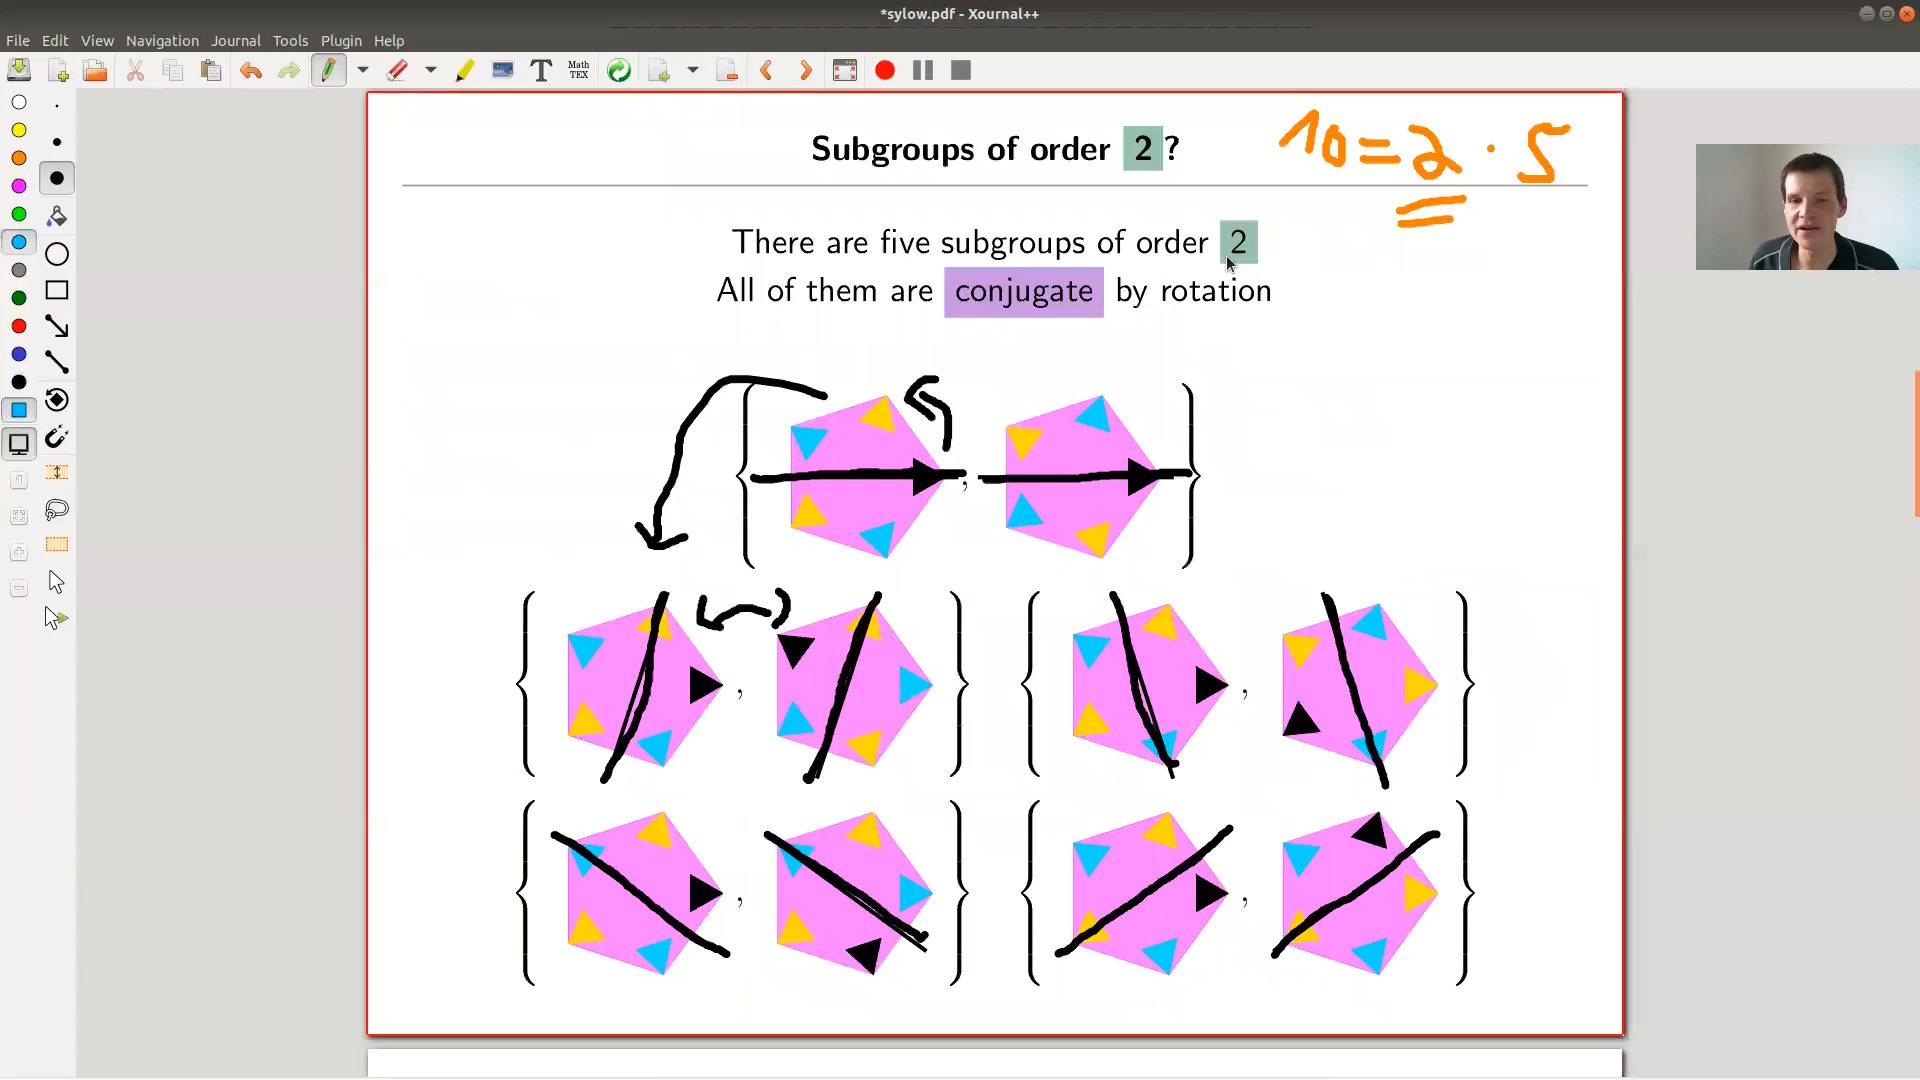 *sylow.pdf - Xournal++
File Edit View Navigation Journal Tools Plugin Help
T Math TEX
Subgroups of order 2?
10 = 2 · 5
There are five subgroups of order 2
All of them are conjugate by rotation
{ , }
{ , } { , }
{ , } { , }